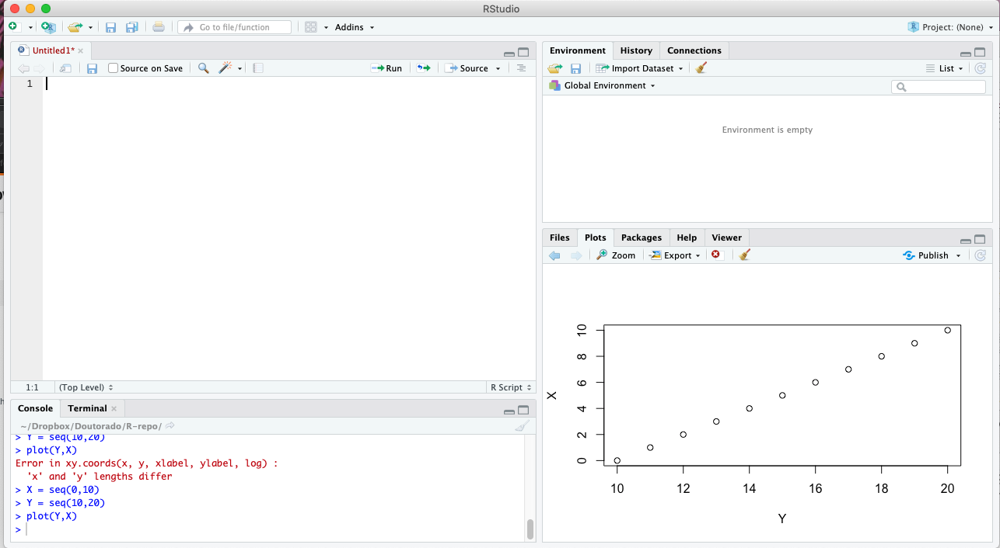 RStudio
Go to file/function
Addins
Project: (None)
Untitled1*
Source on Save
Run
Source
1
1:1
(Top Level)
R Script
Console
Terminal
~/Dropbox/Doutorado/R-repo/
> Y = seq(10,20)
> plot(Y,X)
Error in xy.coords(x, y, xlabel, ylabel, log) :
'x' and 'y' lengths differ
> X = seq(0,10)
> Y = seq(10,20)
> plot(Y,X)
>
Environment
History
Connections
Import Dataset
List
Global Environment
Environment is empty
Files
Plots
Packages
Help
Viewer
Zoom
Export
Publish
10
8
6
4
2
0
X
10 12 14 16 18 20
Y